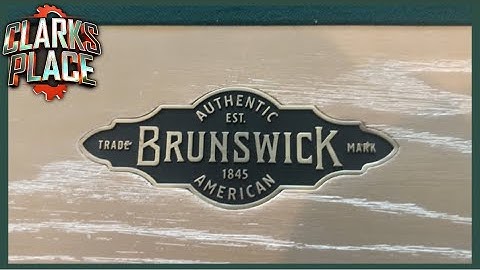 CLARKS
PLACE
AUTHENTIC
EST.
TRADE BRUNSWICK MARK
1845
AMERICAN